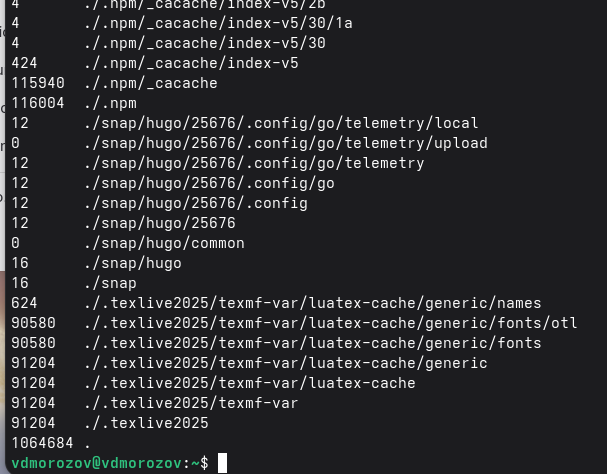 4 ./.npm/_cacache/index-v5/2b
4 ./.npm/_cacache/index-v5/30/1a
4 ./.npm/_cacache/index-v5/30
424 ./.npm/_cacache/index-v5
115940 ./.npm/_cacache
116004 ./.npm
12 ./snap/hugo/25676/.config/go/telemetry/local
0 ./snap/hugo/25676/.config/go/telemetry/upload
12 ./snap/hugo/25676/.config/go/telemetry
12 ./snap/hugo/25676/.config/go
12 ./snap/hugo/25676/.config
12 ./snap/hugo/25676
0 ./snap/hugo/common
16 ./snap/hugo
16 ./snap
624 ./.texlive2025/texmf-var/luatex-cache/generic/names
90580 ./.texlive2025/texmf-var/luatex-cache/generic/fonts/otl
90580 ./.texlive2025/texmf-var/luatex-cache/generic/fonts
91204 ./.texlive2025/texmf-var/luatex-cache/generic
91204 ./.texlive2025/texmf-var/luatex-cache
91204 ./.texlive2025/texmf-var
91204 ./.texlive2025
1064684 .
vdmorozov@vdmorozov:~$